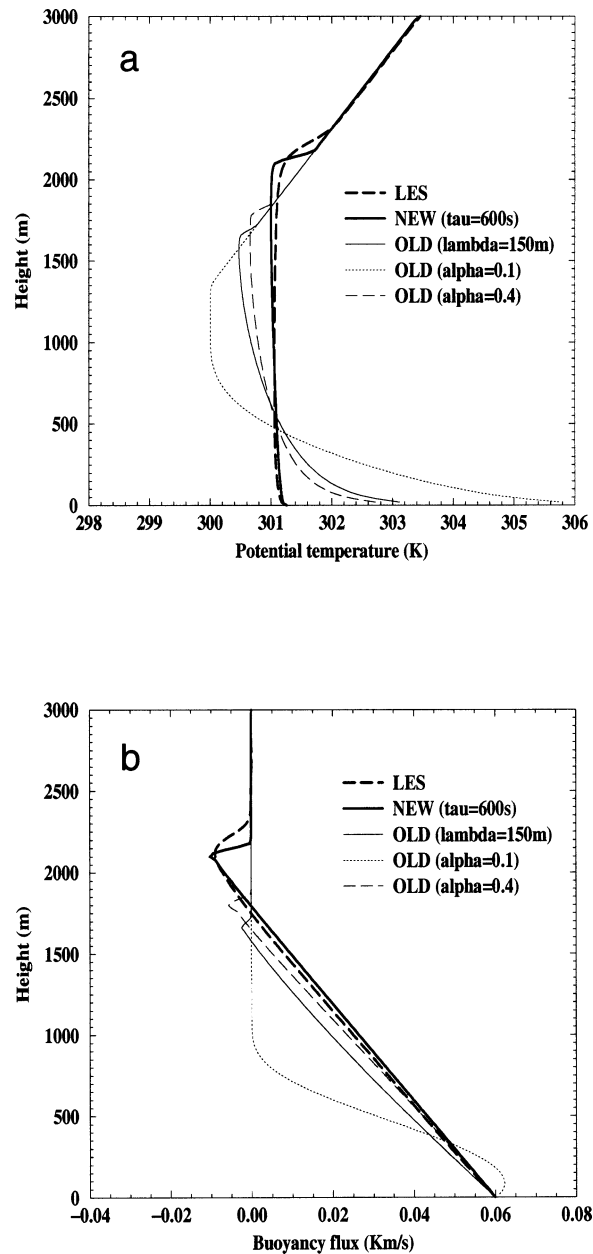 a
3000
2500
2000
1500
1000
500
0
Height (m)
LES
NEW (tau=600s)
OLD (lambda=150m)
OLD (alpha=0.1)
OLD (alpha=0.4)
298 299 300 301 302 303 304 305 306
Potential temperature (K)
b
3000
2500
2000
1500
1000
500
0
Height (m)
LES
NEW (tau=600s)
OLD (lambda=150m)
OLD (alpha=0.1)
OLD (alpha=0.4)
−0.04 −0.02 0.00 0.02 0.04 0.06 0.08
Buoyancy flux (Km/s)